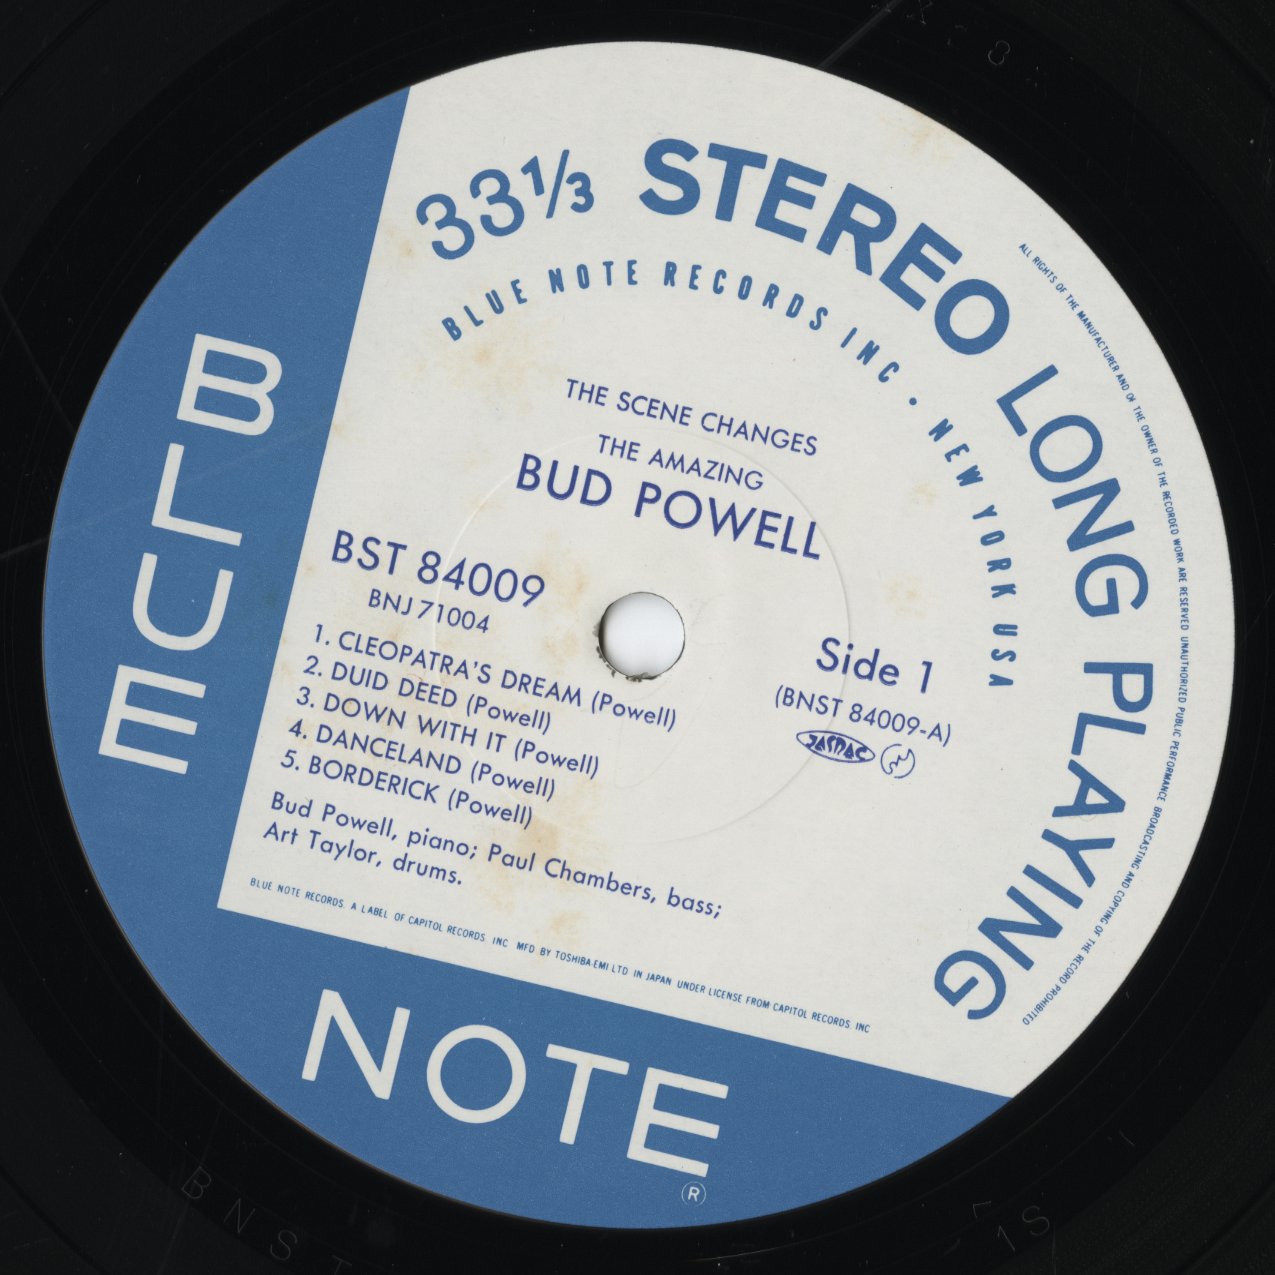 33⅓ STEREO LONG PLAYING
BLUE NOTE RECORDS INC • NEW YORK USA
ALL RIGHTS OF THE MANUFACTURER AND OF THE OWNER OF THE RECORDED WORK ARE RESERVED UNAUTHORIZED PUBLIC PERFORMANCE BROADCASTING AND COPYING OF THE RECORD PROHIBITED
THE SCENE CHANGES
THE AMAZING
BUD POWELL
BST 84009
BNJ 71004
Side 1
(BNST 84009-A)
JASRAC
1. CLEOPATRA'S DREAM (Powell)
2. DUID DEED (Powell)
3. DOWN WITH IT (Powell)
4. DANCELAND (Powell)
5. BORDERICK (Powell)
Bud Powell, piano; Paul Chambers, bass;
Art Taylor, drums.
BLUE NOTE RECORDS. A LABEL OF CAPITOL RECORDS INC MFD BY TOSHIBA-EMI LTD IN JAPAN UNDER LICENSE FROM CAPITOL RECORDS. INC
BLUE
NOTE
®
BNST
1S